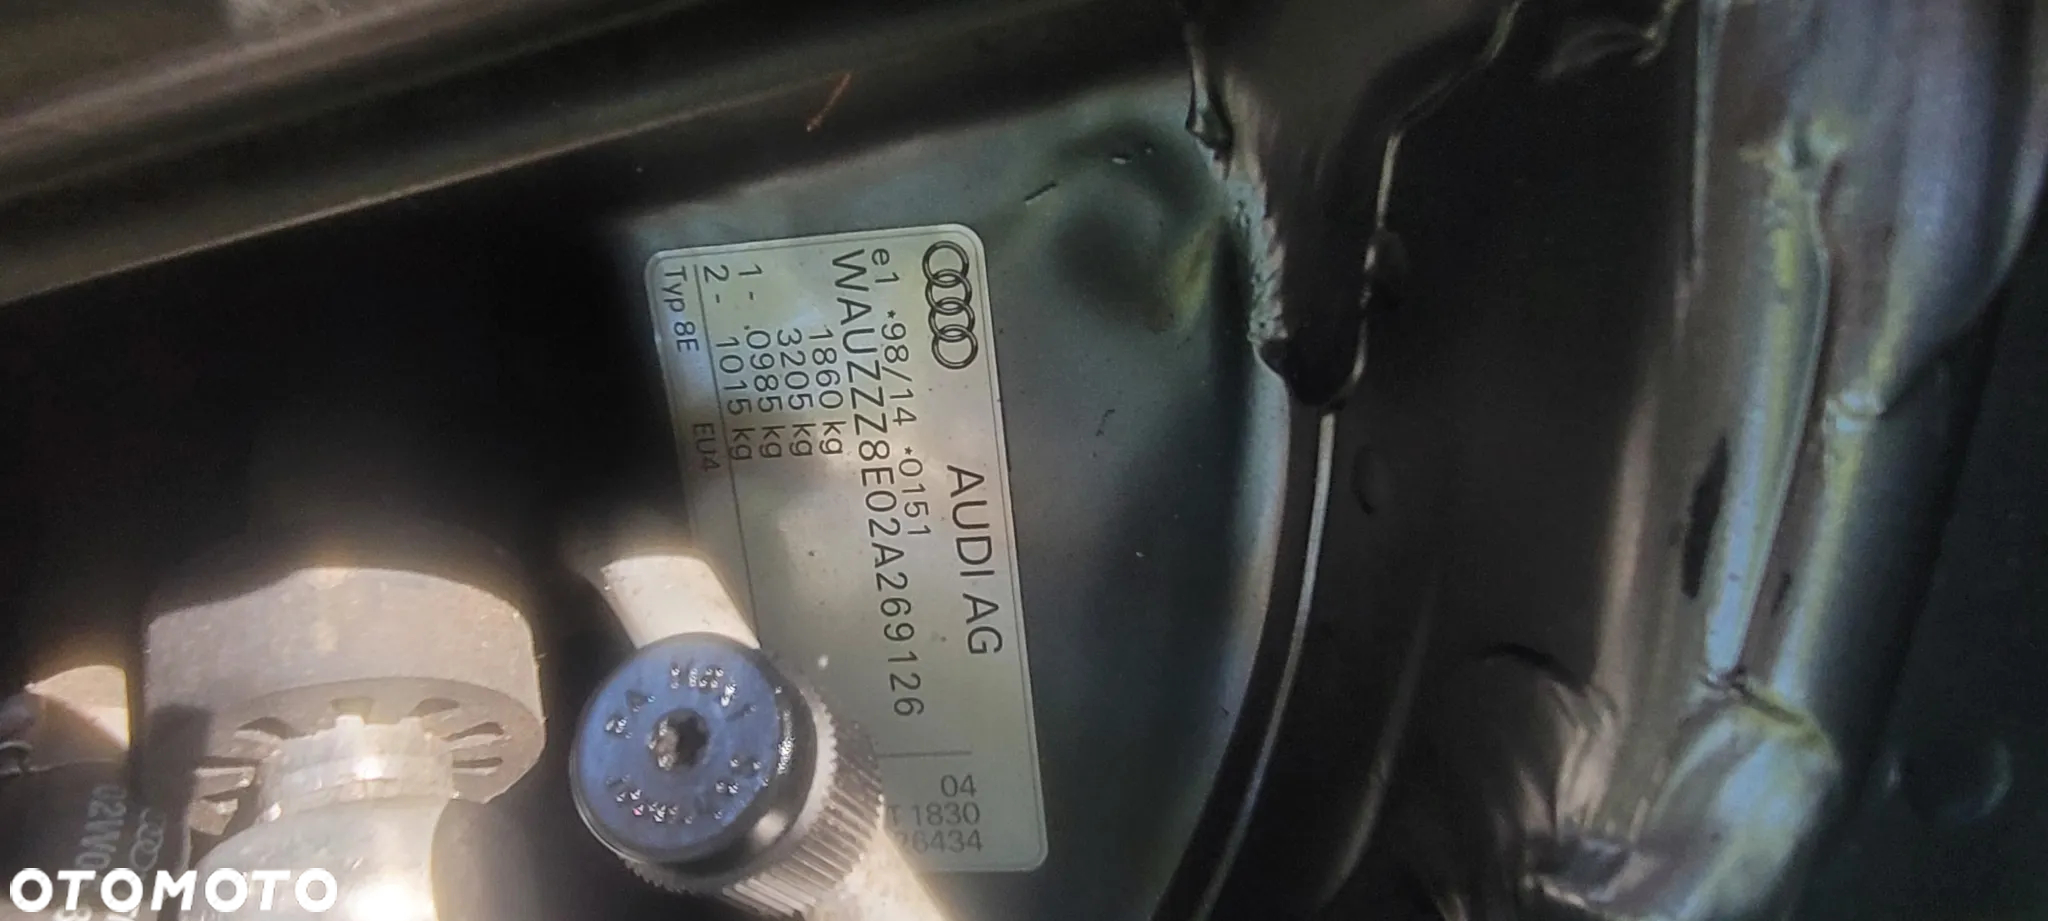 AUDI AG
e1 *98/14 *0151
WAUZZZ8E02A269126
1860 kg
3205 kg
1 - .0985 kg
2 - 1015 kg
Typ 8E EU4
04
1830
6434
OTOMOTO